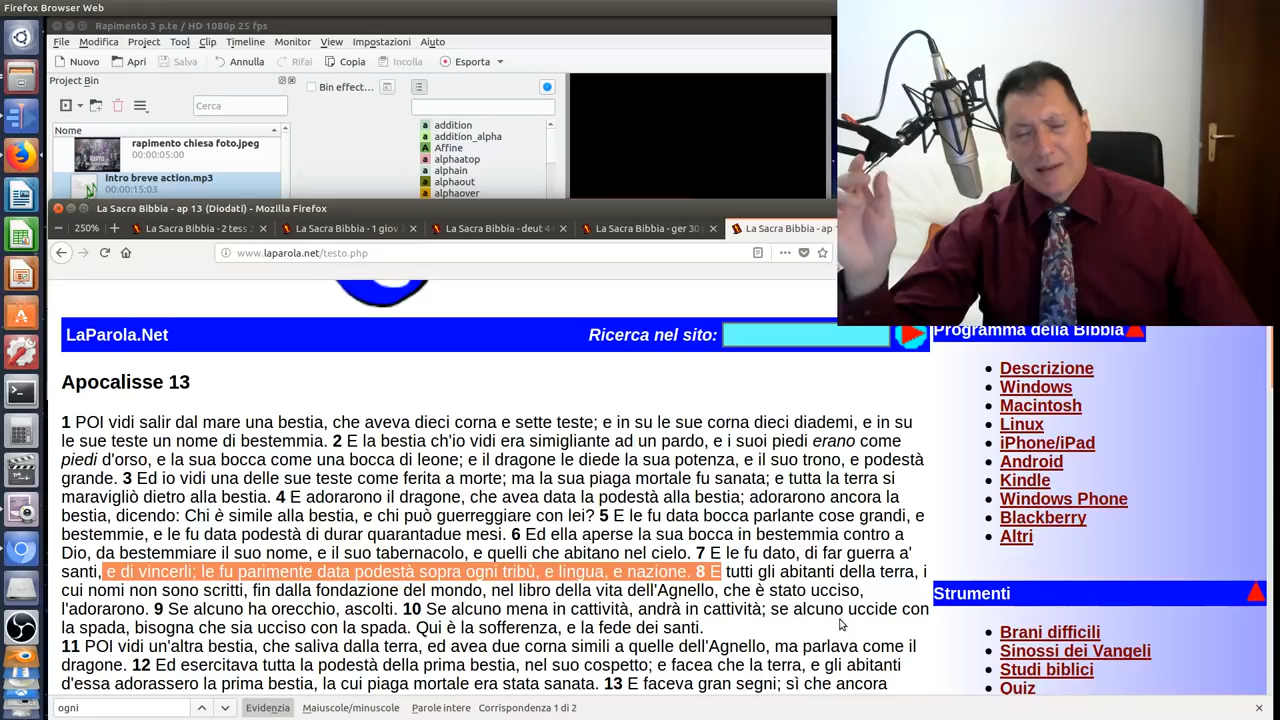 Firefox Browser Web
Rapimento 3 p.te / HD 1080p 25 fps
File Modifica Project Tool Clip Timeline Monitor View Impostazioni Aiuto
Nuovo Apri Salva Annulla Rifai Copia Incolla Esporta
Project Bin
Bin effect...
Cerca
Nome
rapimento chiesa foto.jpeg
00:00:05:00
intro breve action.mp3
00:00:15:03
addition
addition_alpha
Affine
alphaatop
alphain
alphaout
alphaover
La Sacra Bibbia - ap 13 (Diodati) - Mozilla Firefox
250% La Sacra Bibbia - 2 tess La Sacra Bibbia - 1 giov La Sacra Bibbia - deut 4 La Sacra Bibbia - ger 30 La Sacra Bibbia - ap
www.laparola.net/testo.php
LaParola.Net Ricerca nel sito:
Apocalisse 13
1 POI vidi salir dal mare una bestia, che aveva dieci corna e sette teste; e in su le sue corna dieci diademi, e in su
le sue teste un nome di bestemmia. 2 E la bestia ch'io vidi era simigliante ad un pardo, e i suoi piedi erano come
piedi d'orso, e la sua bocca come una bocca di leone; e il dragone le diede la sua potenza, e il suo trono, e podestà
grande. 3 Ed io vidi una delle sue teste come ferita a morte; ma la sua piaga mortale fu sanata; e tutta la terra si
maravigliò dietro alla bestia. 4 E adorarono il dragone, che avea data la podestà alla bestia; adorarono ancora la
bestia, dicendo: Chi è simile alla bestia, e chi può guerreggiare con lei? 5 E le fu data bocca parlante cose grandi, e
bestemmie, e le fu data podestà di durar quarantadue mesi. 6 Ed ella aperse la sua bocca in bestemmia contro a
Dio, da bestemmiare il suo nome, e il suo tabernacolo, e quelli che abitano nel cielo. 7 E le fu dato, di far guerra a'
santi, e di vincerli; le fu parimente data podestà sopra ogni tribù, e lingua, e nazione. 8 E tutti gli abitanti della terra, i
cui nomi non sono scritti, fin dalla fondazione del mondo, nel libro della vita dell'Agnello, che è stato ucciso,
l'adorarono. 9 Se alcuno ha orecchio, ascolti. 10 Se alcuno mena in cattività, andrà in cattività; se alcuno uccide con
la spada, bisogna che sia ucciso con la spada. Qui è la sofferenza, e la fede dei santi.
11 POI vidi un'altra bestia, che saliva dalla terra, ed avea due corna simili a quelle dell'Agnello, ma parlava come il
dragone. 12 Ed esercitava tutta la podestà della prima bestia, nel suo cospetto; e facea che la terra, e gli abitanti
d'essa adorassero la prima bestia, la cui piaga mortale era stata sanata. 13 E faceva gran segni; sì che ancora
Programma della Bibbia
Descrizione
Windows
Macintosh
Linux
iPhone/iPad
Android
Kindle
Windows Phone
Blackberry
Altri
Strumenti
Brani difficili
Sinossi dei Vangeli
Studi biblici
Quiz
ogni Evidenzia Maiuscole/minuscole Parole intere Corrispondenza 1 di 2